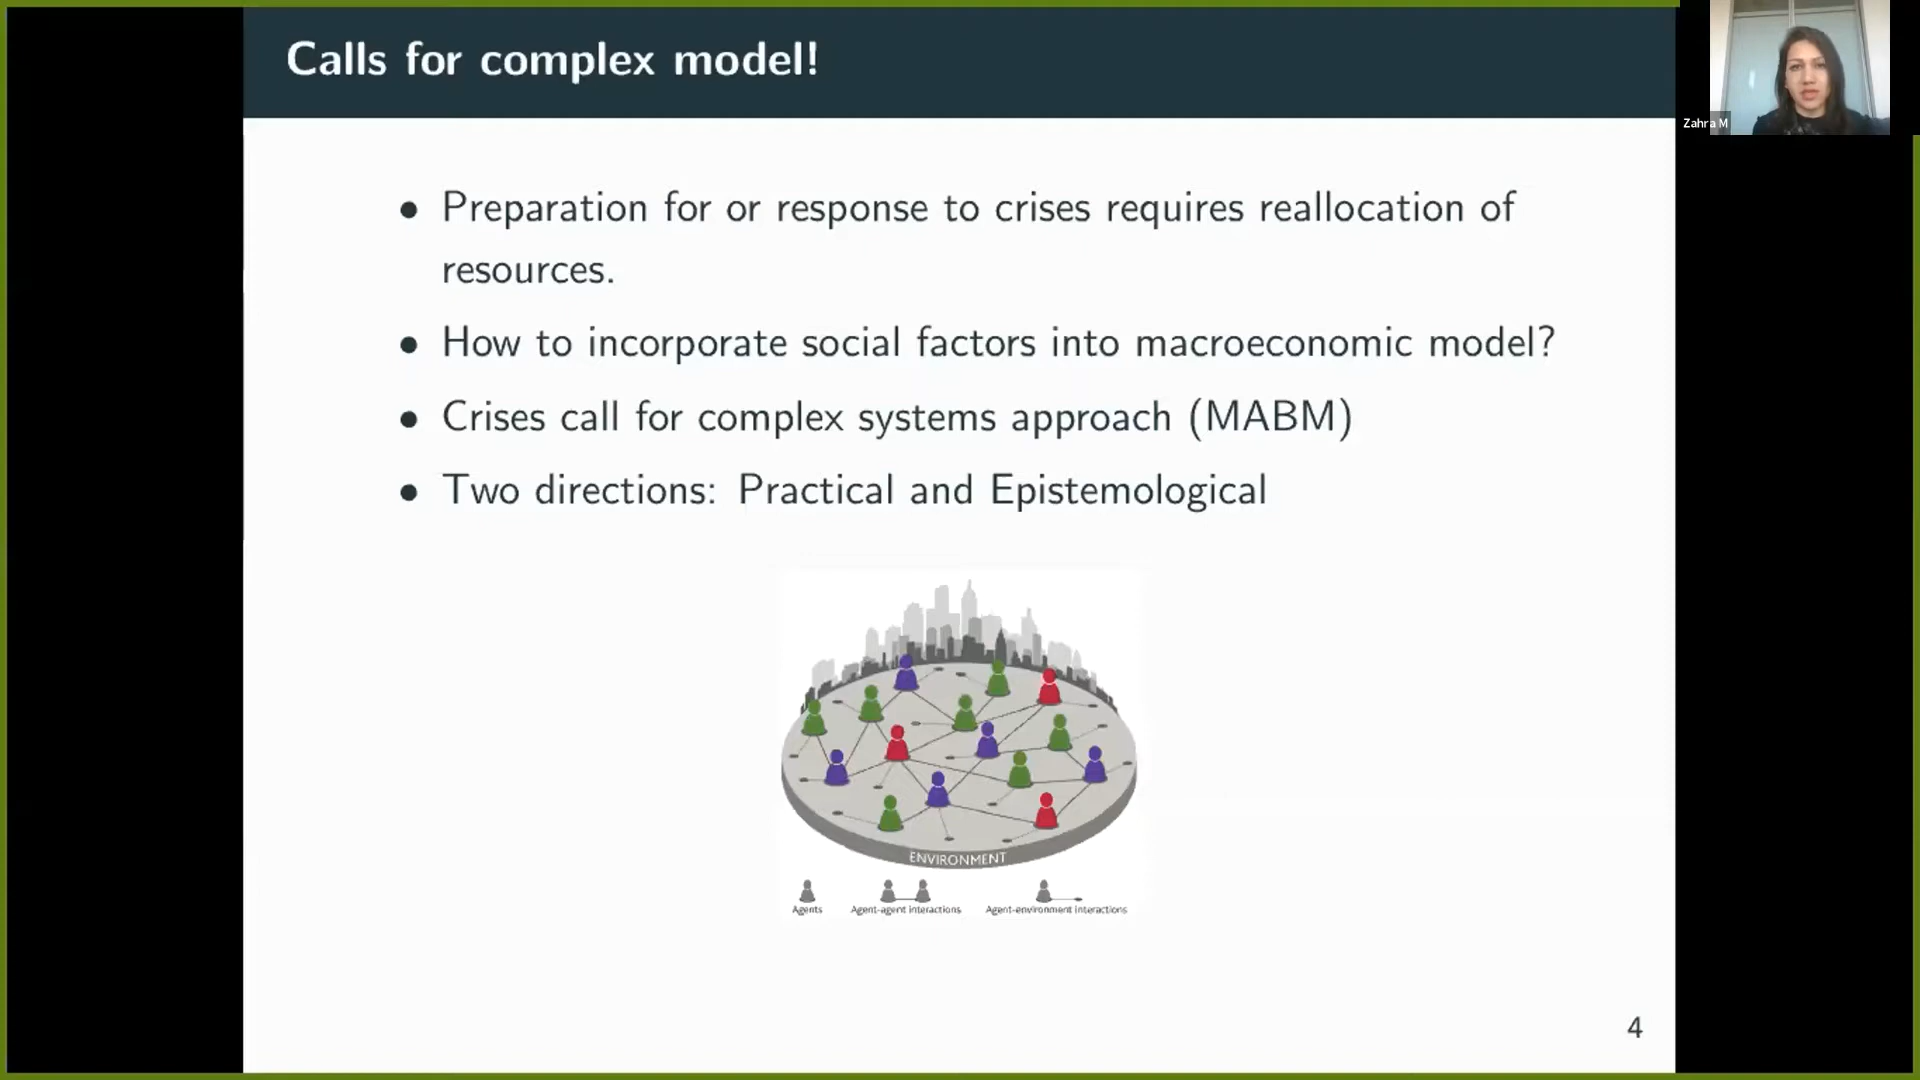 Calls for complex model!
Zahra M
• Preparation for or response to crises requires reallocation of
resources.
• How to incorporate social factors into macroeconomic model?
• Crises call for complex systems approach (MABM)
• Two directions: Practical and Epistemological
ENVIRONMENT
Agents
Agent-agent interactions
Agent-environment interactions
4